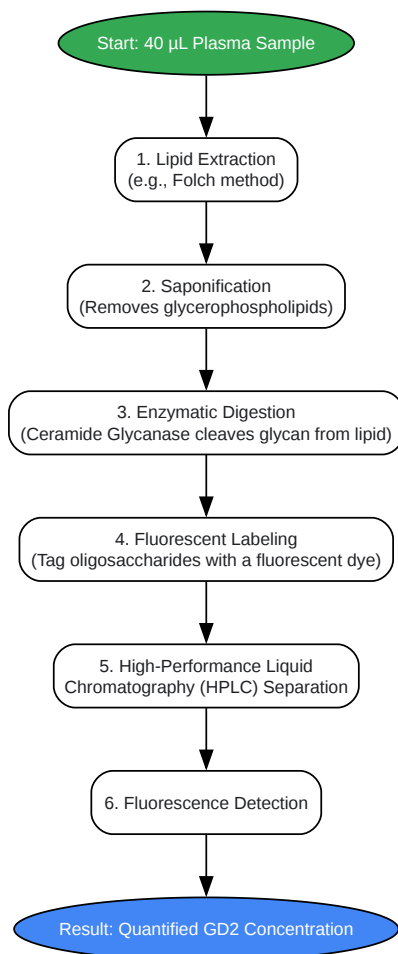 Start: 40 µL Plasma Sample
1. Lipid Extraction
(e.g., Folch method)
2. Saponification
(Removes glycerophospholipids)
3. Enzymatic Digestion
(Ceramide Glycanase cleaves glycan from lipid)
4. Fluorescent Labeling
(Tag oligosaccharides with a fluorescent dye)
5. High-Performance Liquid
Chromatography (HPLC) Separation
6. Fluorescence Detection
Result: Quantified GD2 Concentration